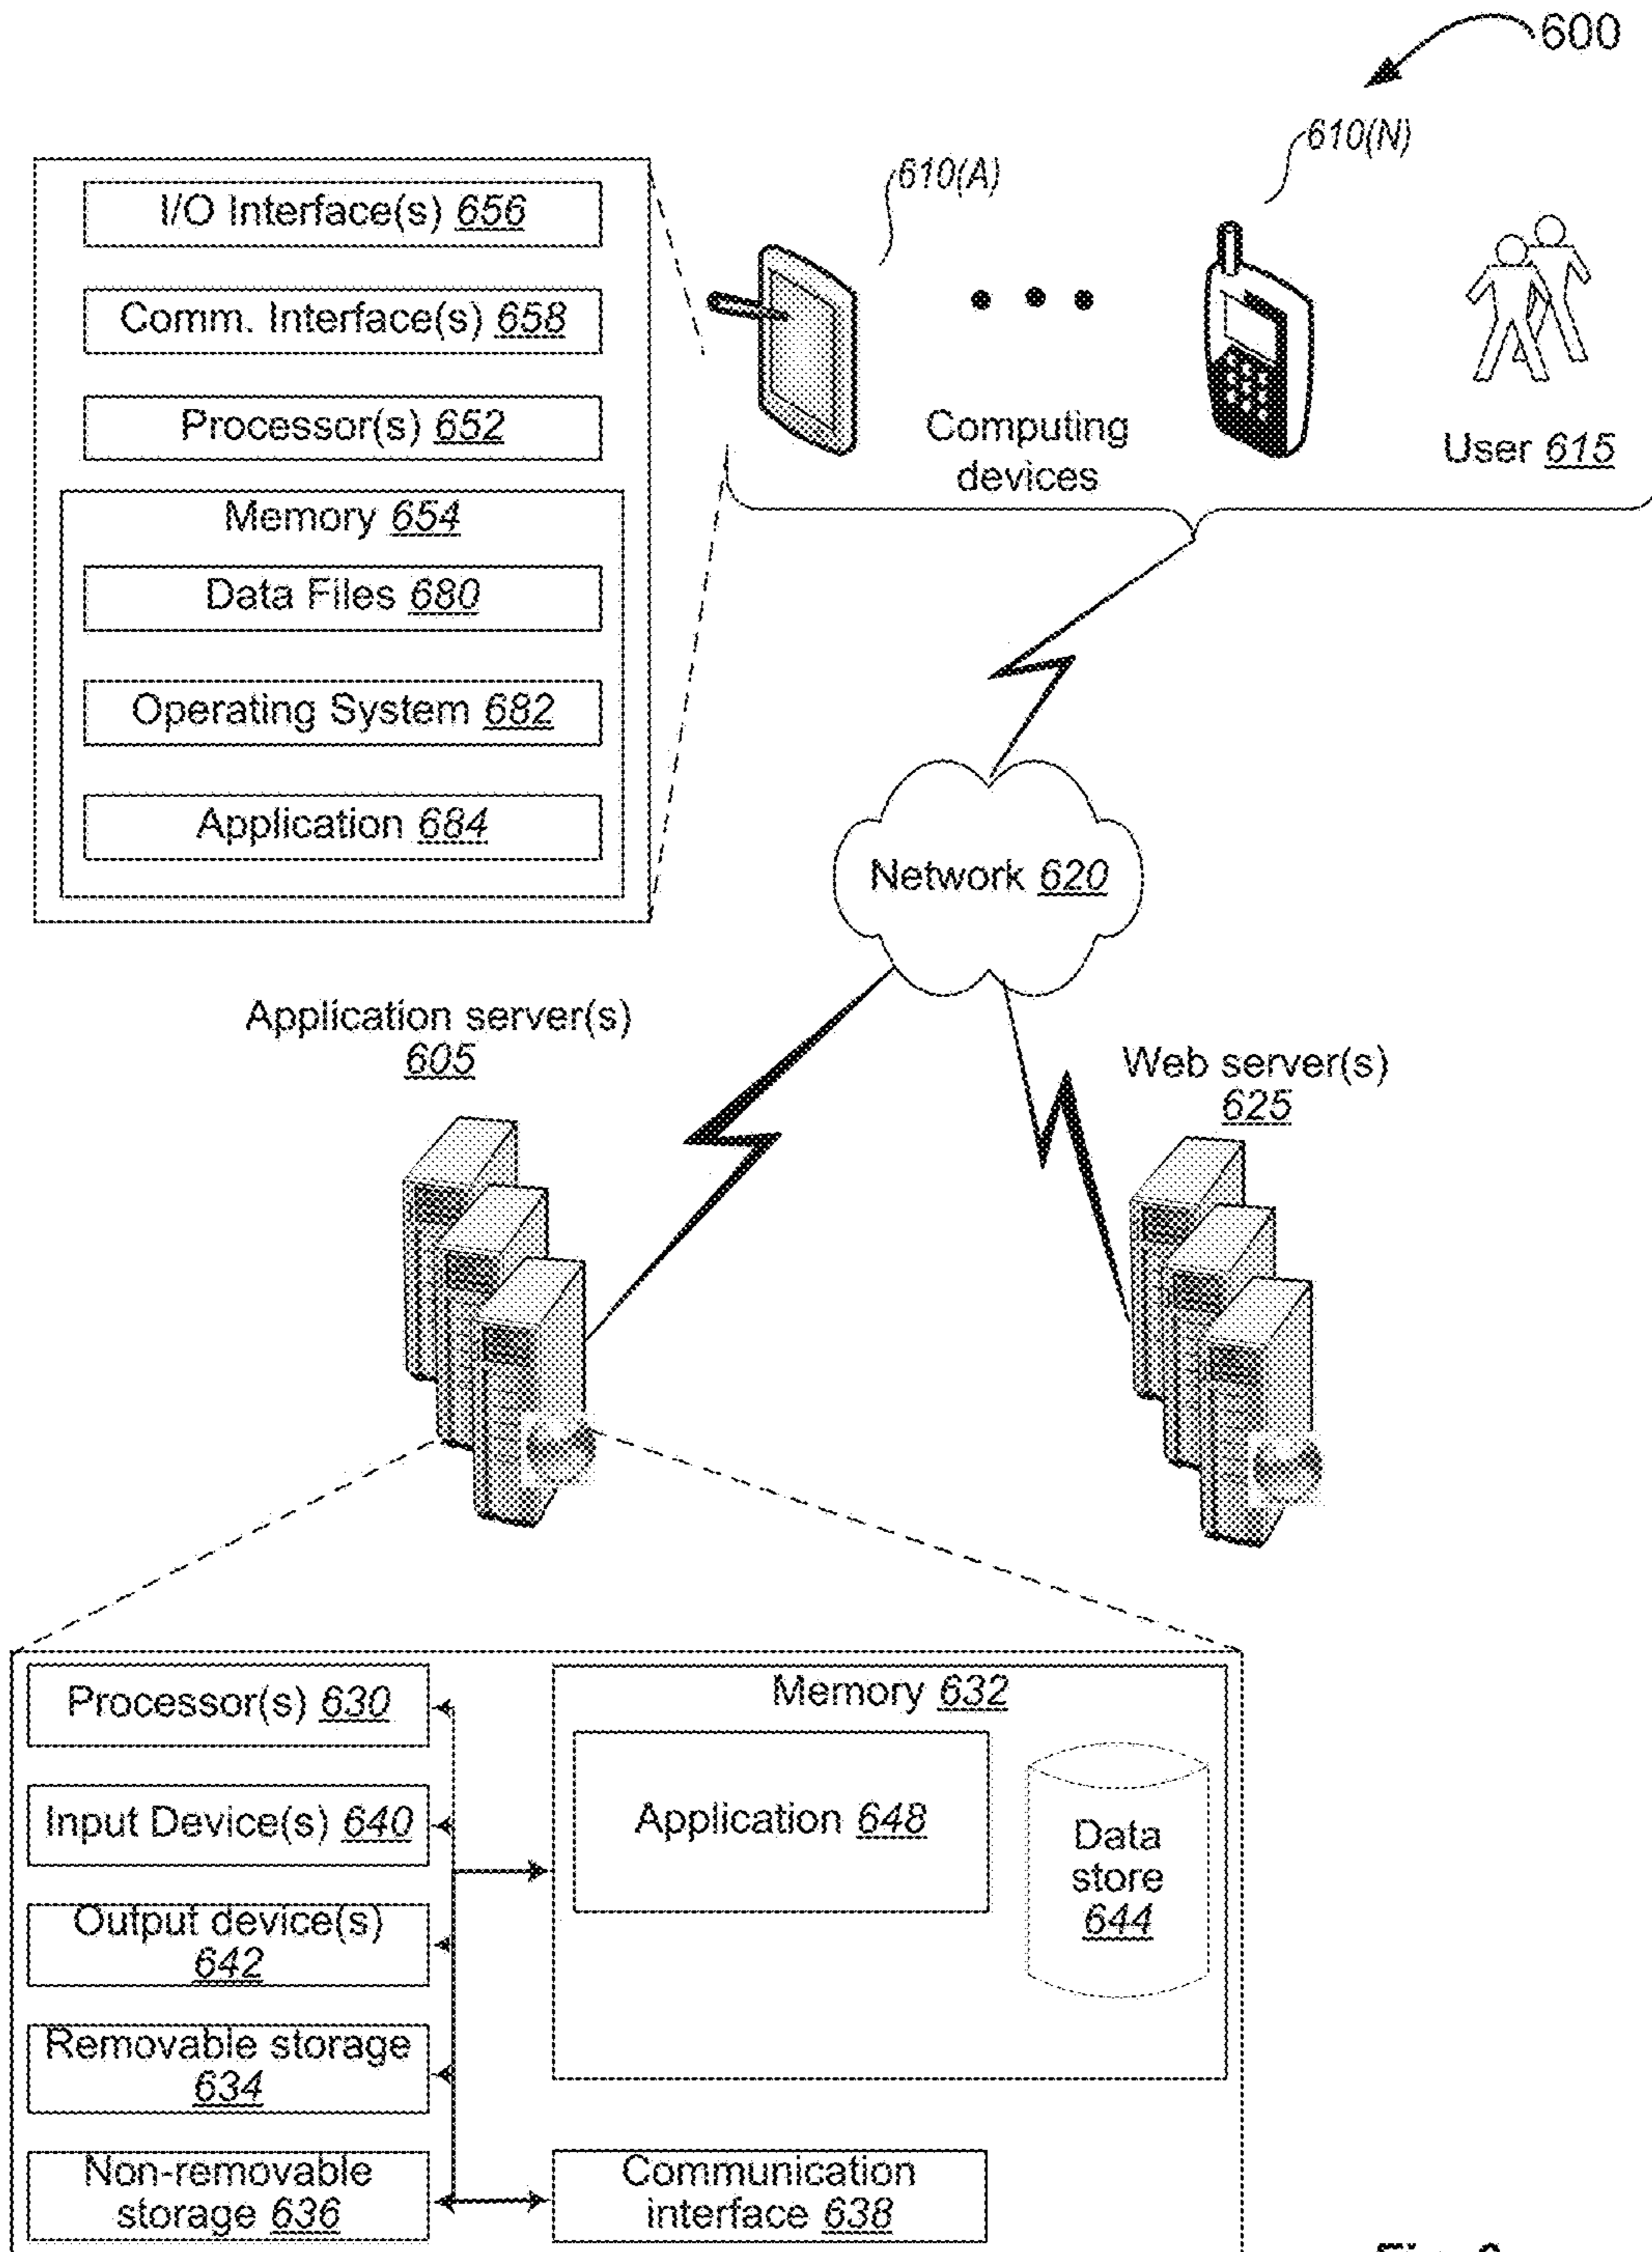 600
610(N)
610(A)
I/O Interface(s) 656
Comm. Interface(s) 658
Processor(s) 652
Memory 654
Data Files 680
Operating System 682
Application 684
Computing
devices
User 615
Network 620
Application server(s)
605
Web server(s)
625
Processor(s) 630
Input Device(s) 640
Output device(s)
642
Removable storage
634
Non-removable
storage 636
Memory 632
Application 648
Data
store
644
Communication
interface 638